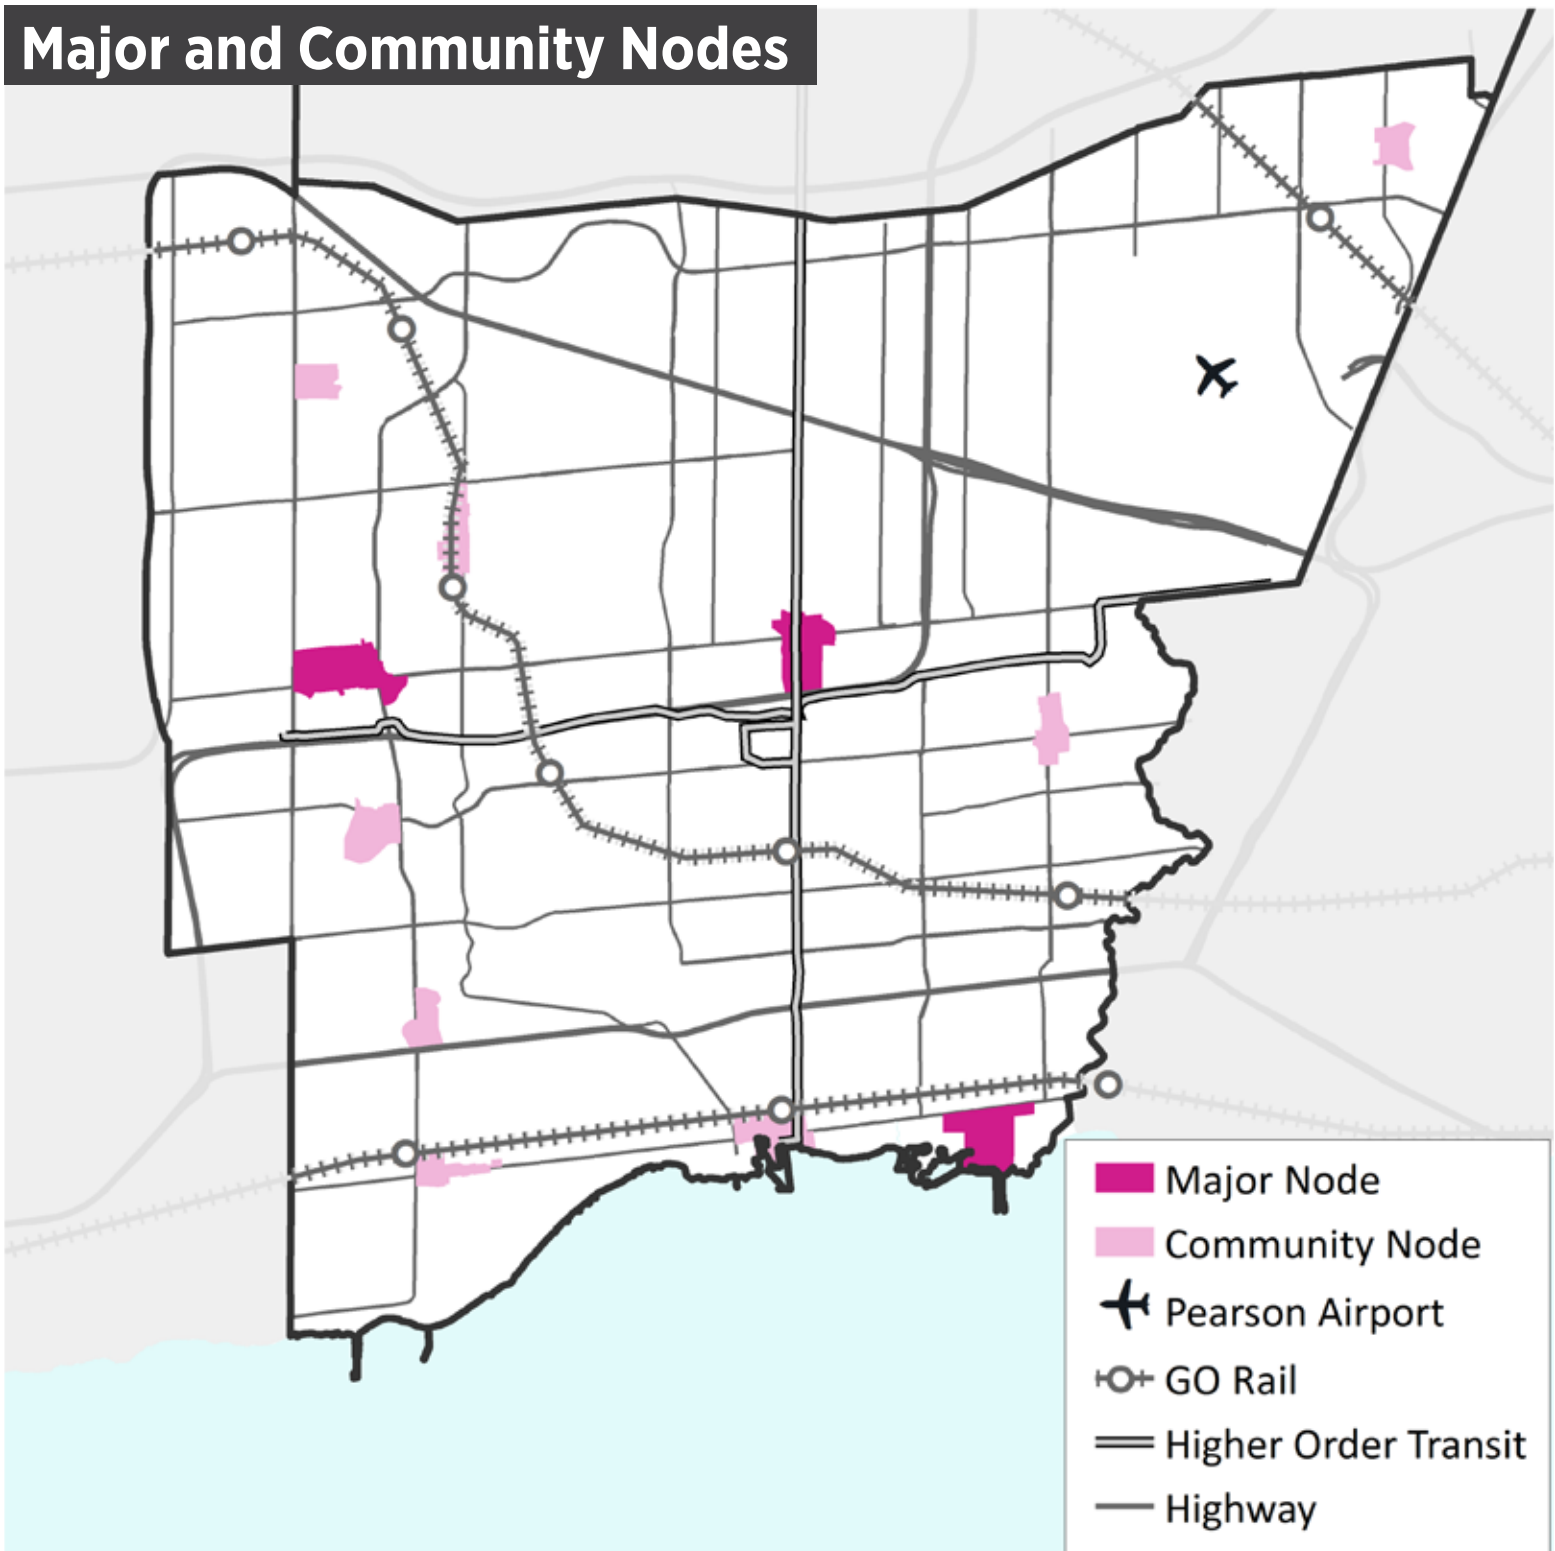 Major and Community Nodes
Major Node
Community Node
Pearson Airport
GO Rail
Higher Order Transit
Highway